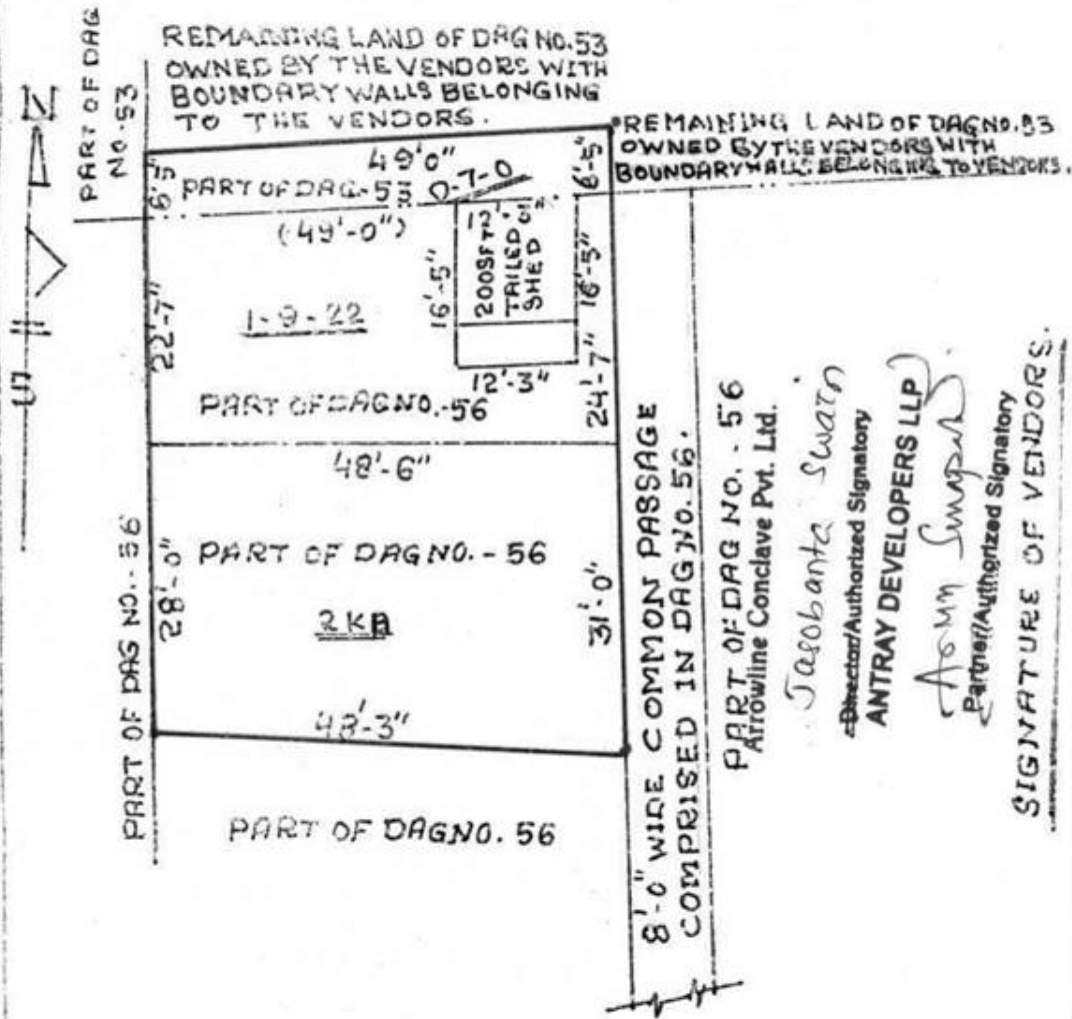 N
S
PART OF DAG
NO.-53
REMAINING LAND OF DAG NO.53
OWNED BY THE VENDORS WITH
BOUNDARY WALLS BELONGING
TO THE VENDORS.
REMAINING LAND OF DAG NO.53
OWNED BY THE VENDORS WITH
BOUNDARY WALLS BELONGING TO VENDORS.
6'-5"
49'0"
6'-5"
PART OF DAG-53
0-7-0
(49'-0")
12'
200SFT
TAILED
SHED
16'-5"
16'-5"
22'-7"
1-9-22
12'-3"
24'-7"
PART OF DAG NO.-56
48'-6"
PART OF DAG NO.-56
28'-0"
2KB
31'-0"
48'-3"
PART OF DAG NO.-56
PART OF DAG NO. 56
8'-0" WIDE COMMON PASSAGE
COMPRISED IN DAG NO.56.
PART OF DAG NO.-56
Arrowline Conclave Pvt. Ltd.
Jasobanta Swain
Director/Authorized Signatory
ANTRAY DEVELOPERS LLP
Partner/Authorized Signatory
SIGNATURE OF VENDORS.